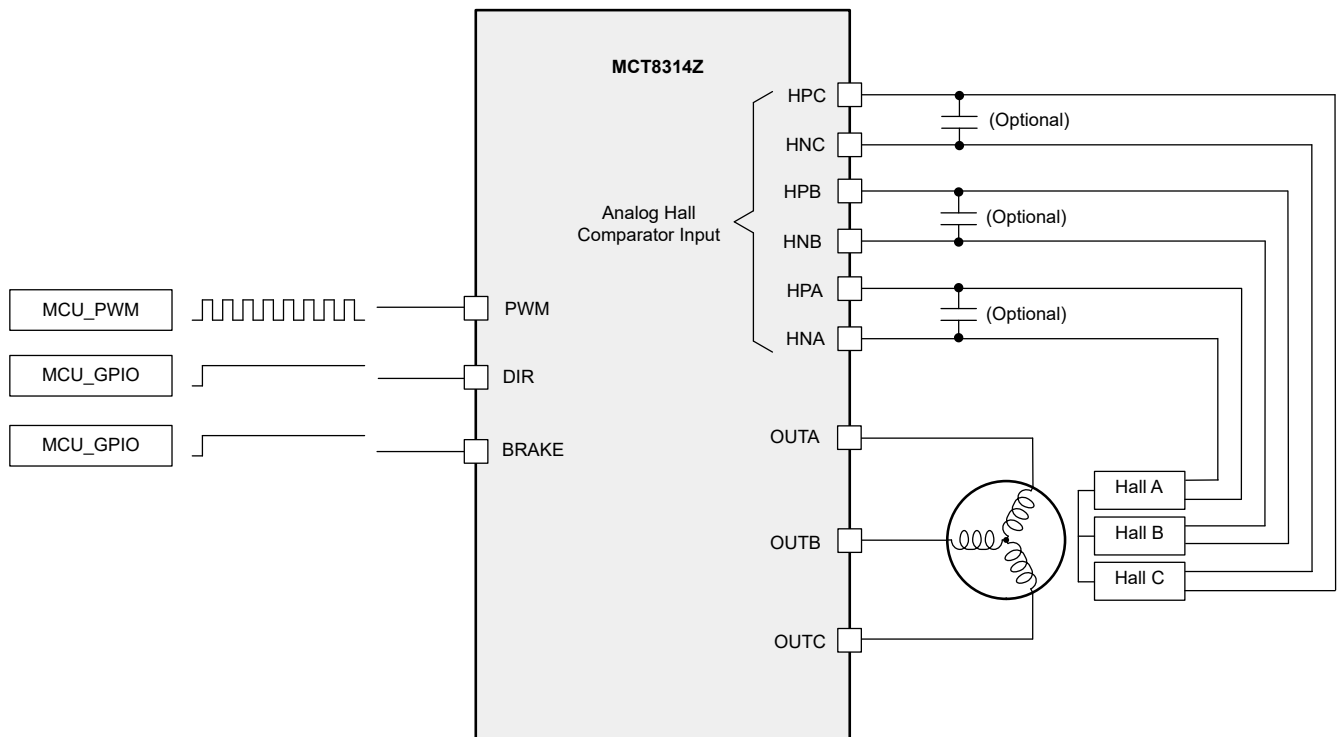 MCT8314Z
HPC
(Optional)
HNC
HPB
Analog Hall
Comparator Input
(Optional)
HNB
HPA
MCU_PWM
PWM
(Optional)
HNA
MCU_GPIO
DIR
MCU_GPIO
BRAKE
OUTA
Hall A
OUTB
Hall B
Hall C
OUTC